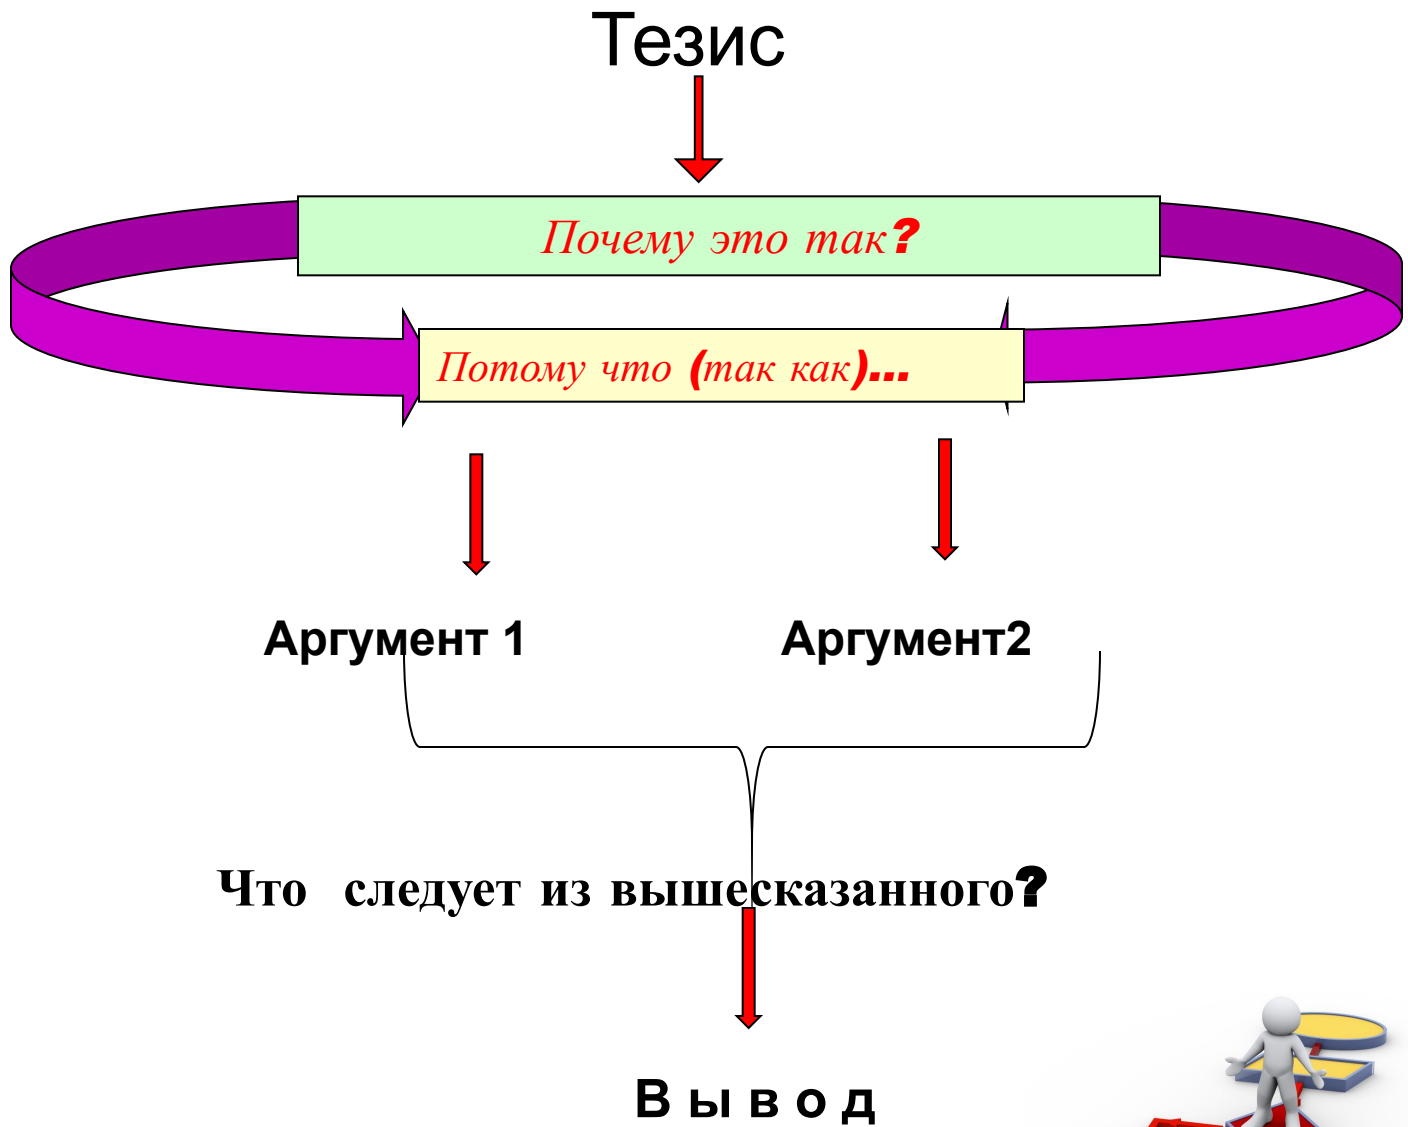 Тезис
Почему это так?
Потому что (так как)...
Аргумент 1 Аргумент2
Что следует из вышесказанного?
В ы в о д